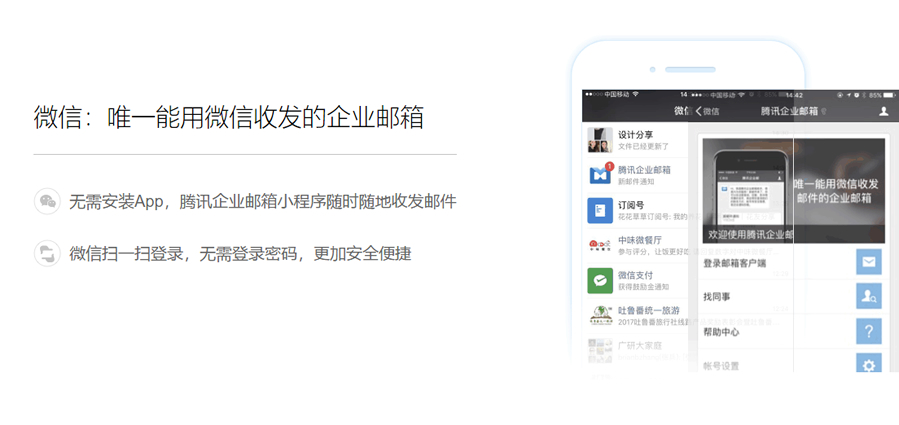 微信：唯一能用微信收发的企业邮箱
无需安装App，腾讯企业邮箱小程序随时随地收发邮件
微信扫一扫登录，无需登录密码，更加安全便捷
中国移动
14
中国移动
14:42
85%
微信
微信
腾讯企业邮箱
设计分享
文件已经更新了
1
腾讯企业邮箱
新邮件通知
订阅号
花花草草订阅号: 我的
中味微餐厅
参与评分，让饭更好吃
微信支付
获得鼓励金通知
吐鲁番统一旅游
2017吐鲁番旅行社线
广研大家庭
唯一能用微信收发
邮件的企业邮箱
欢迎使用腾讯企业邮
登录邮箱客户端
找同事
帮助中心
帐号设置